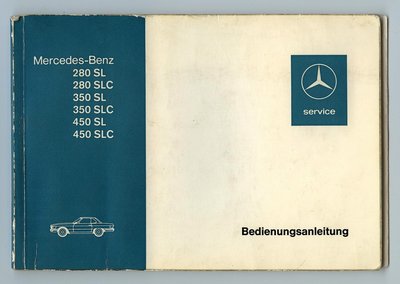 Mercedes-Benz
280 SL
280 SLC
350 SL
350 SLC
450 SL
450 SLC
service
Bedienungsanleitung